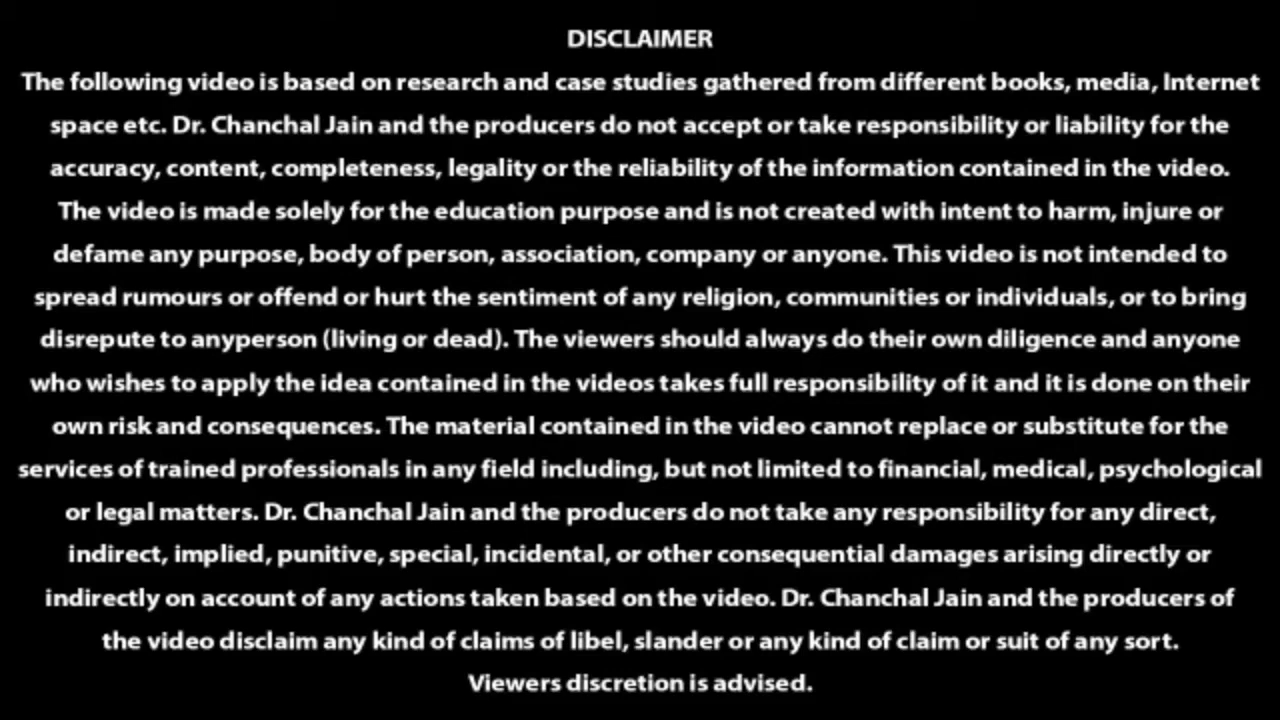 DISCLAIMER
The following video is based on research and case studies gathered from different books, media, Internet
space etc. Dr. Chanchal Jain and the producers do not accept or take responsibility or liability for the
accuracy, content, completeness, legality or the reliability of the information contained in the video.
The video is made solely for the education purpose and is not created with intent to harm, injure or
defame any purpose, body of person, association, company or anyone. This video is not intended to
spread rumours or offend or hurt the sentiment of any religion, communities or individuals, or to bring
disrepute to anyperson (living or dead). The viewers should always do their own diligence and anyone
who wishes to apply the idea contained in the videos takes full responsibility of it and it is done on their
own risk and consequences. The material contained in the video cannot replace or substitute for the
services of trained professionals in any field including, but not limited to financial, medical, psychological
or legal matters. Dr. Chanchal Jain and the producers do not take any responsibility for any direct,
indirect, implied, punitive, special, incidental, or other consequential damages arising directly or
indirectly on account of any actions taken based on the video. Dr. Chanchal Jain and the producers of
the video disclaim any kind of claims of libel, slander or any kind of claim or suit of any sort.
Viewers discretion is advised.